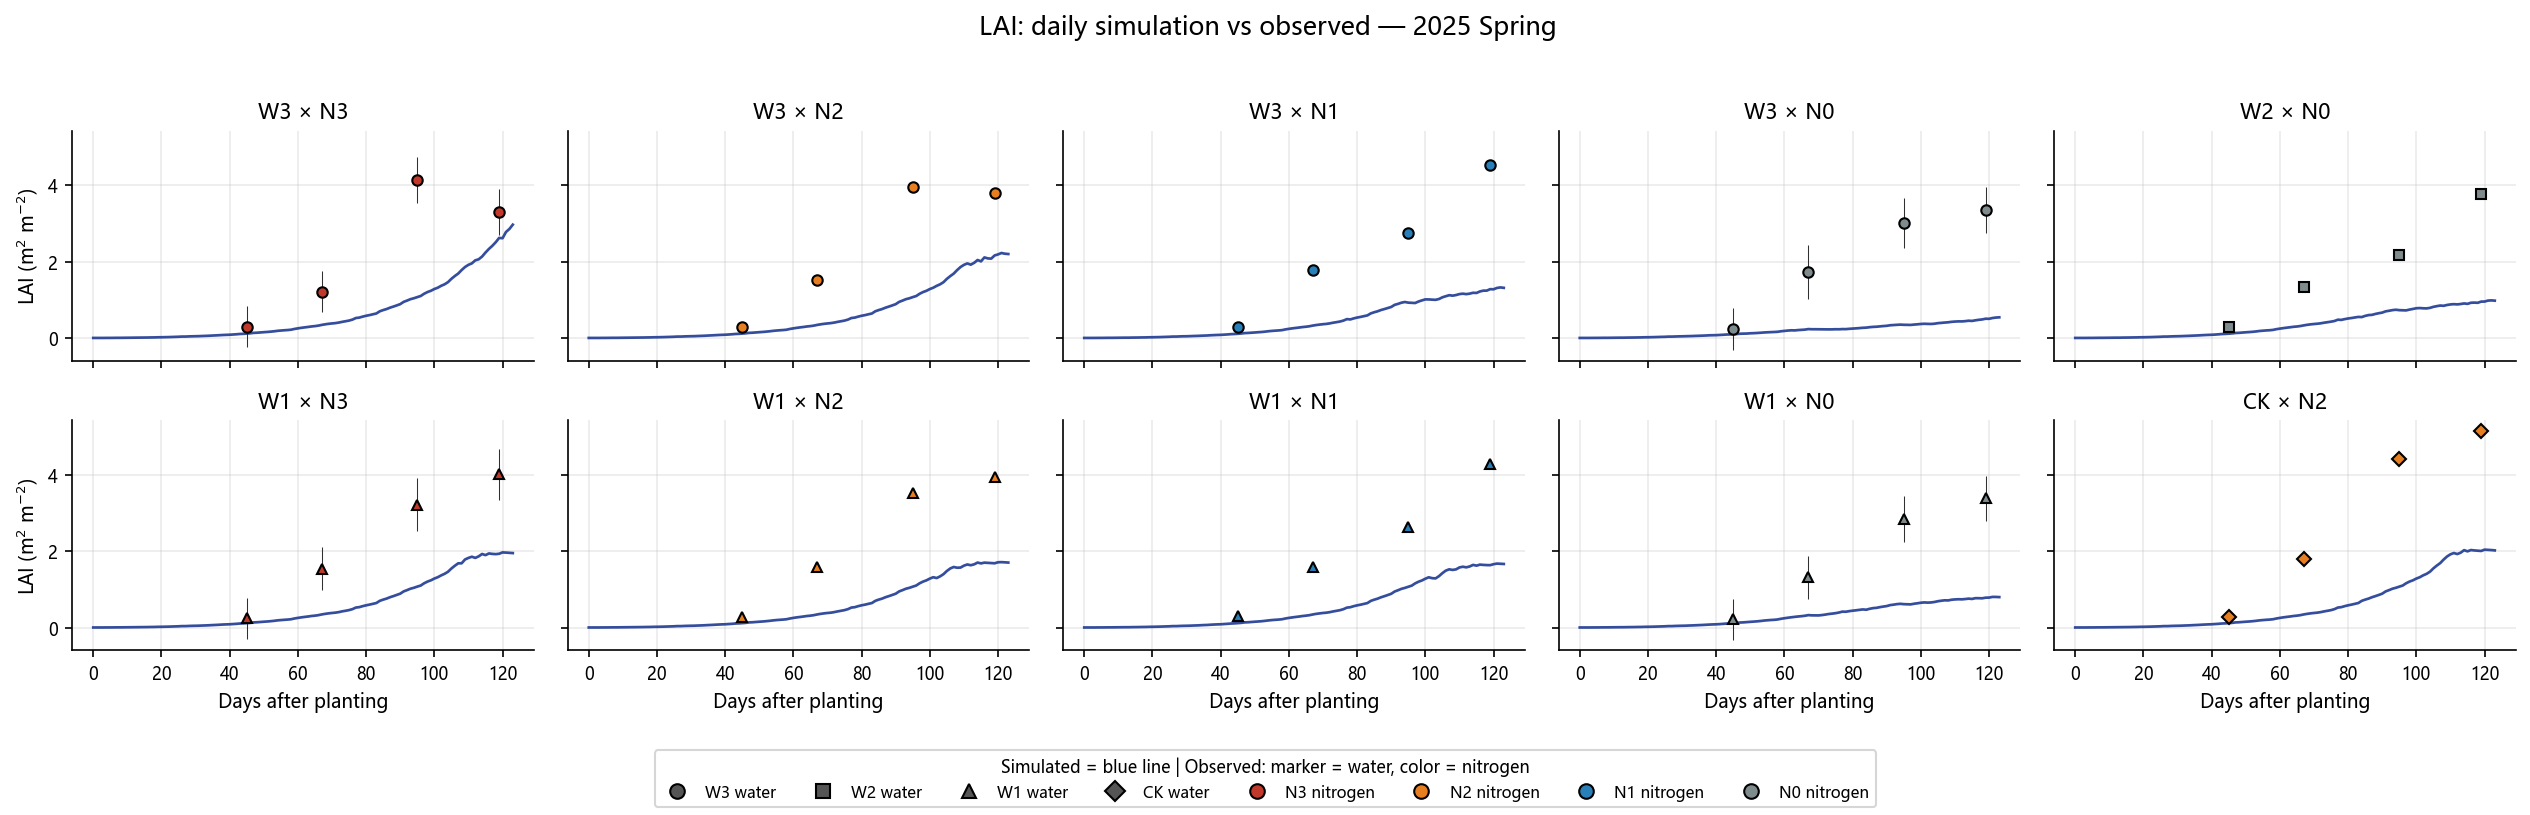 LAI: daily simulation vs observed — 2025 Spring
W3 × N3
W3 × N2
W3 × N1
W3 × N0
W2 × N0
LAI (m² m⁻²)
4
2
0
W1 × N3
W1 × N2
W1 × N1
W1 × N0
CK × N2
LAI (m² m⁻²)
4
2
0
0 20 40 60 80 100 120
0 20 40 60 80 100 120
0 20 40 60 80 100 120
0 20 40 60 80 100 120
0 20 40 60 80 100 120
Days after planting
Days after planting
Days after planting
Days after planting
Days after planting
Simulated = blue line | Observed: marker = water, color = nitrogen
W3 water W2 water W1 water CK water N3 nitrogen N2 nitrogen N1 nitrogen N0 nitrogen